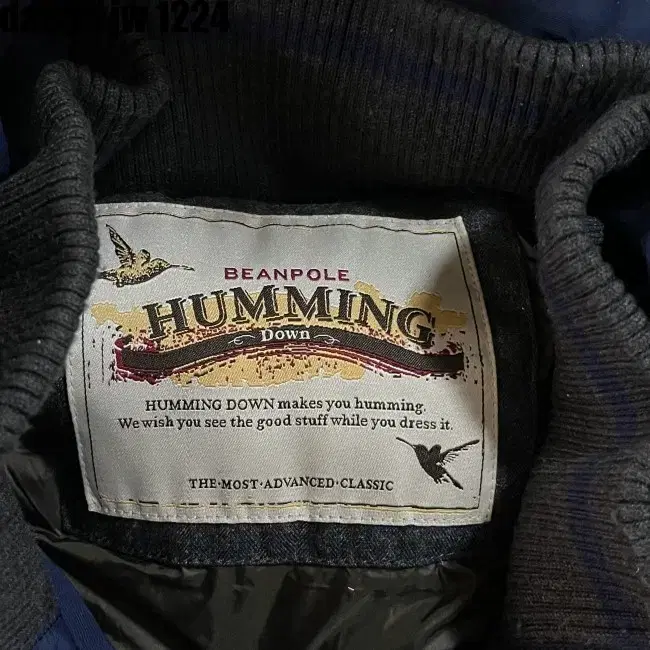 1224
BEANPOLE
HUMMING
Down
HUMMING DOWN makes you humming.
We wish you see the good stuff while you dress it.
THE·MOST·ADVANCED·CLASSIC